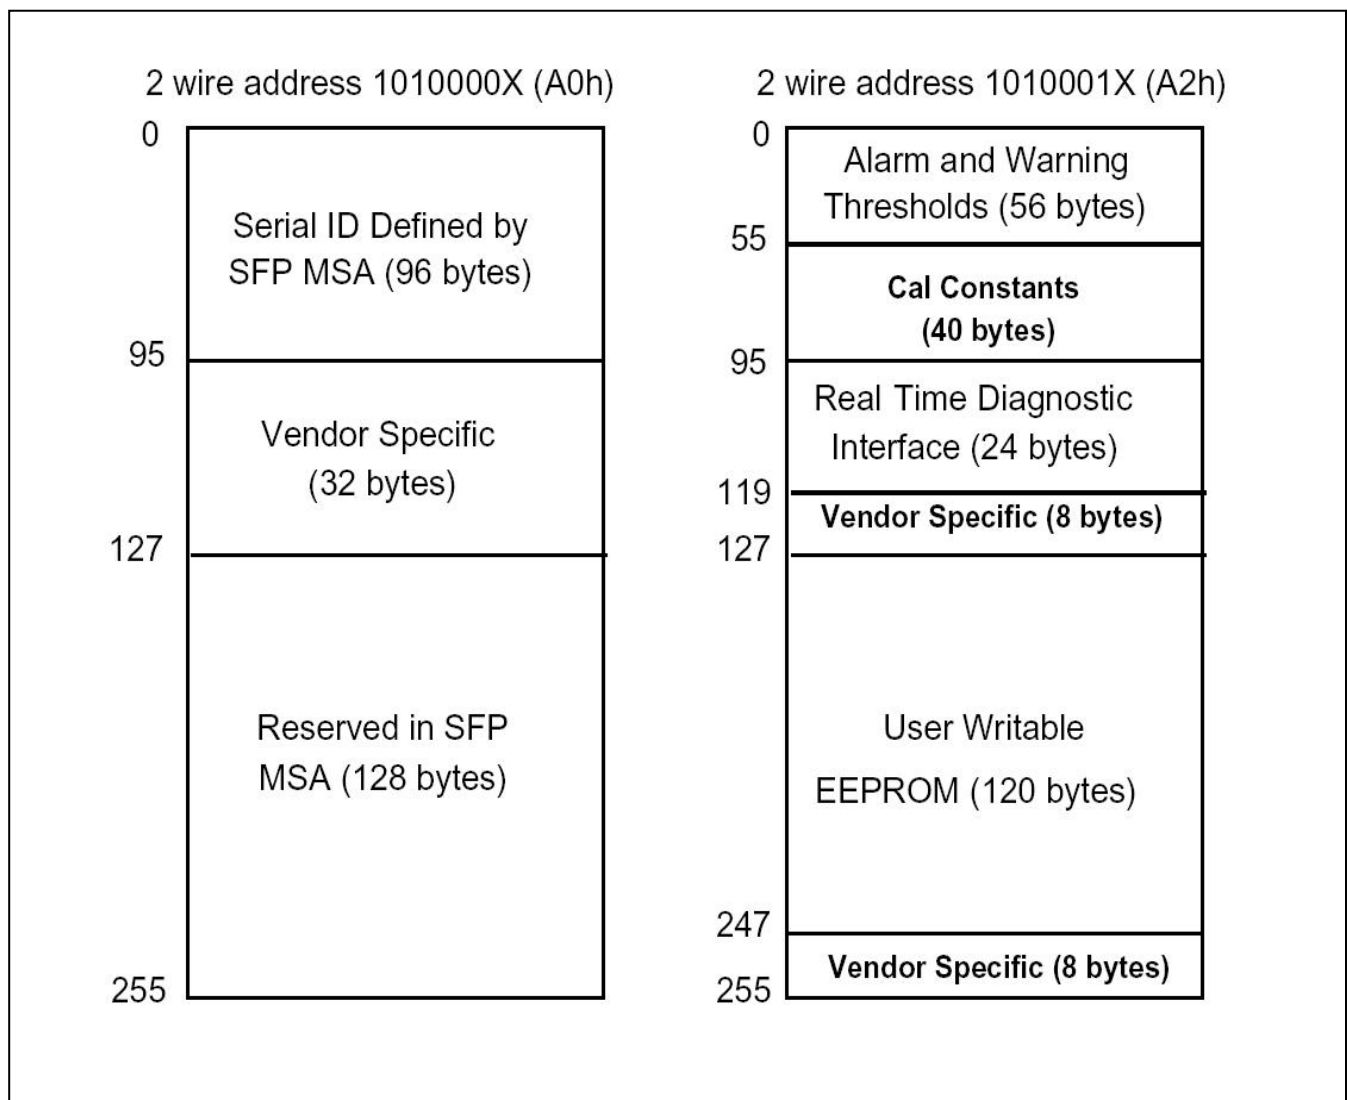 2 wire address 1010000X (A0h)
0
Serial ID Defined by
SFP MSA (96 bytes)
95
Vendor Specific
(32 bytes)
127
Reserved in SFP
MSA (128 bytes)
255
2 wire address 1010001X (A2h)
0
Alarm and Warning
Thresholds (56 bytes)
55
Cal Constants
(40 bytes)
95
Real Time Diagnostic
Interface (24 bytes)
119
Vendor Specific (8 bytes)
127
User Writable
EEPROM (120 bytes)
247
Vendor Specific (8 bytes)
255